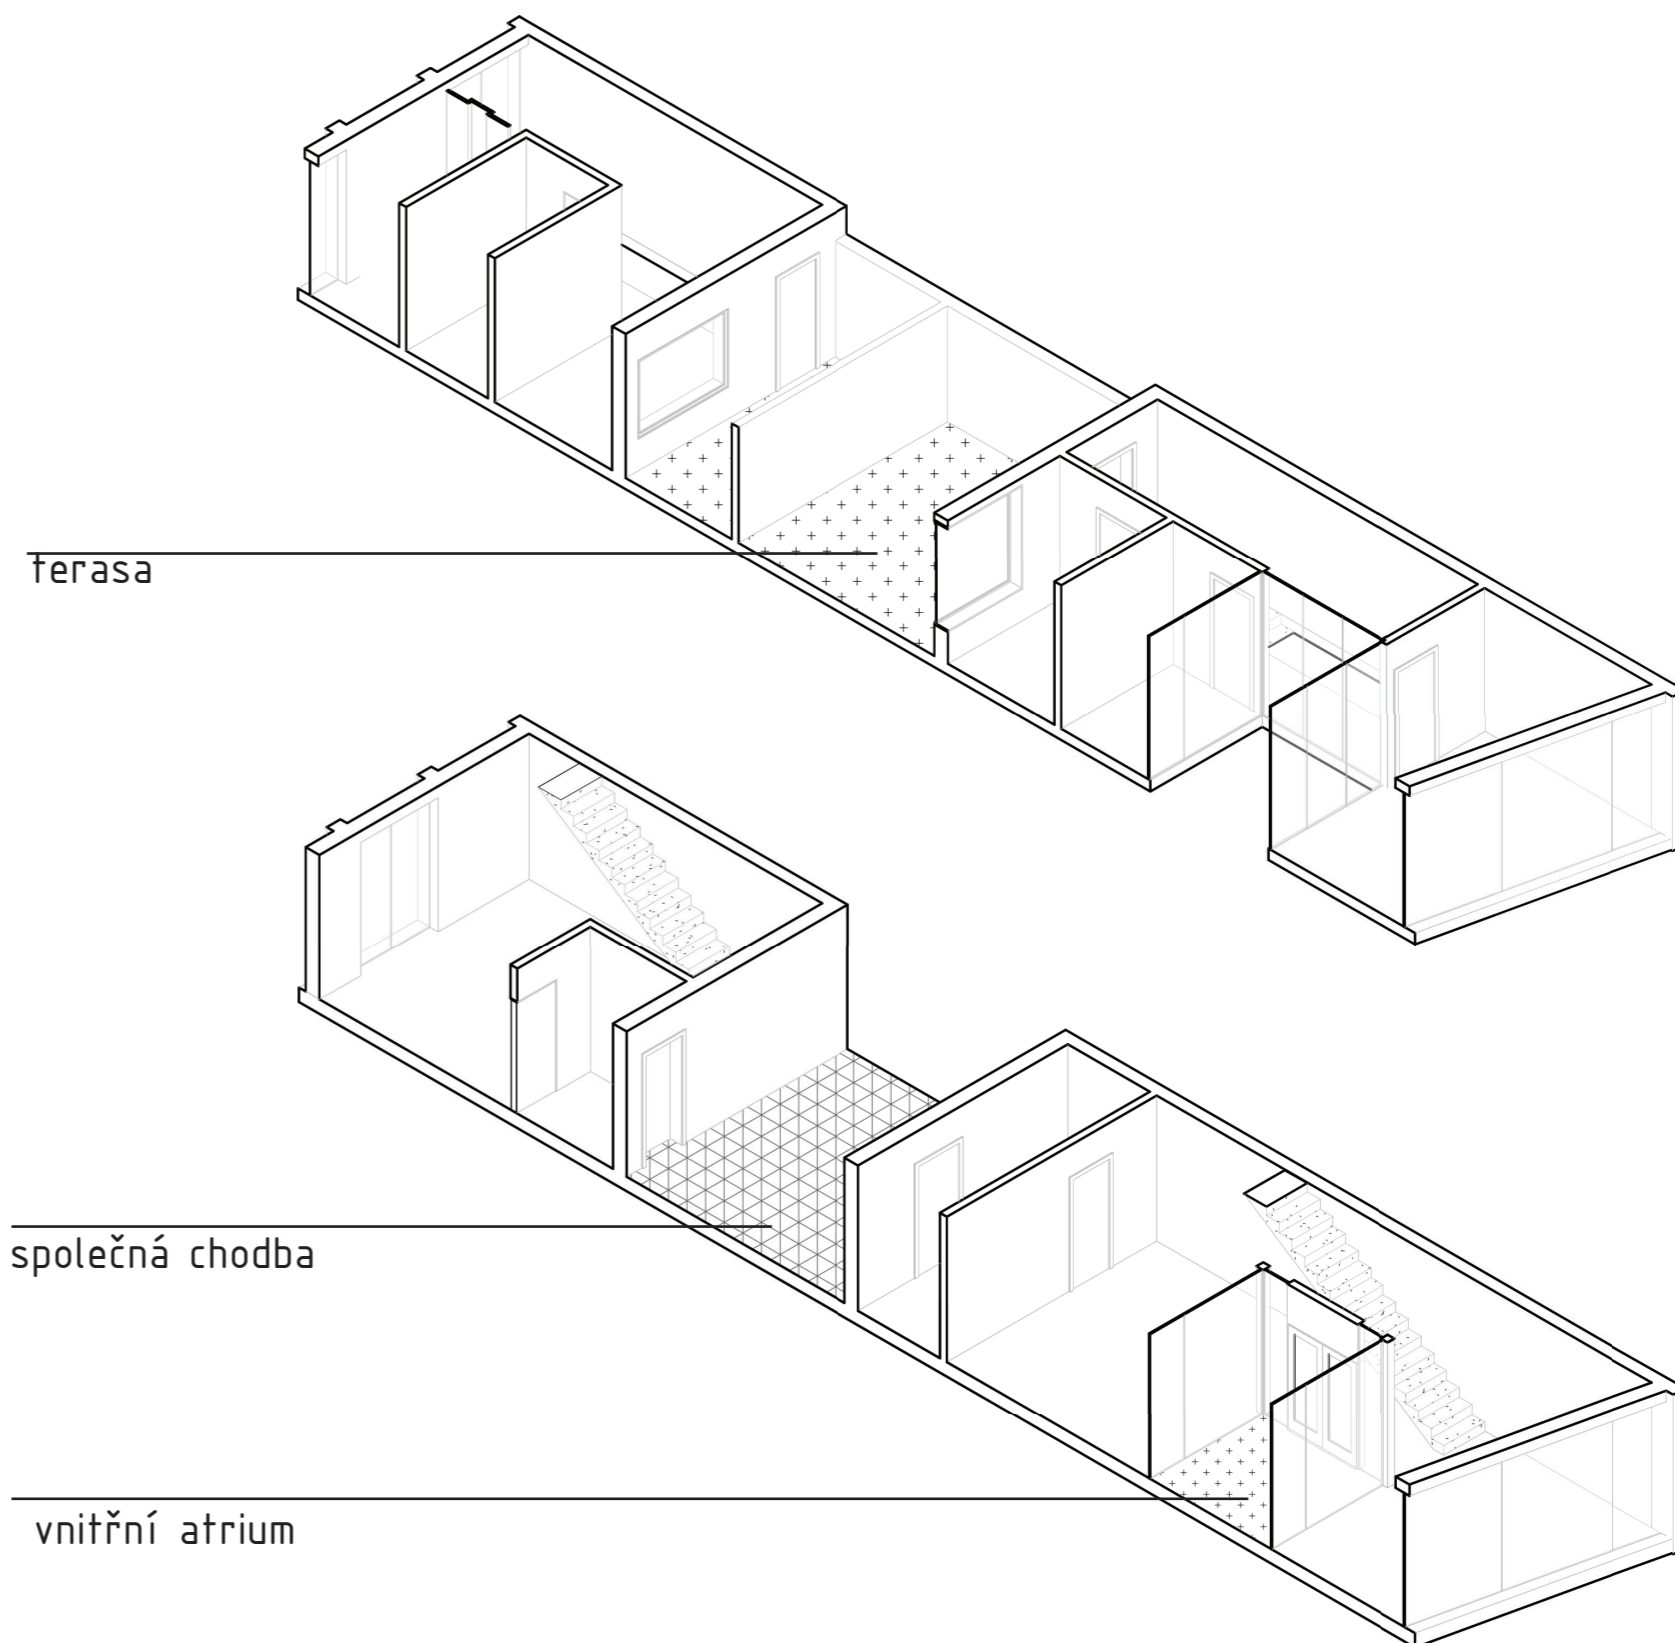 terasa
společná chodba
vnitřní atrium